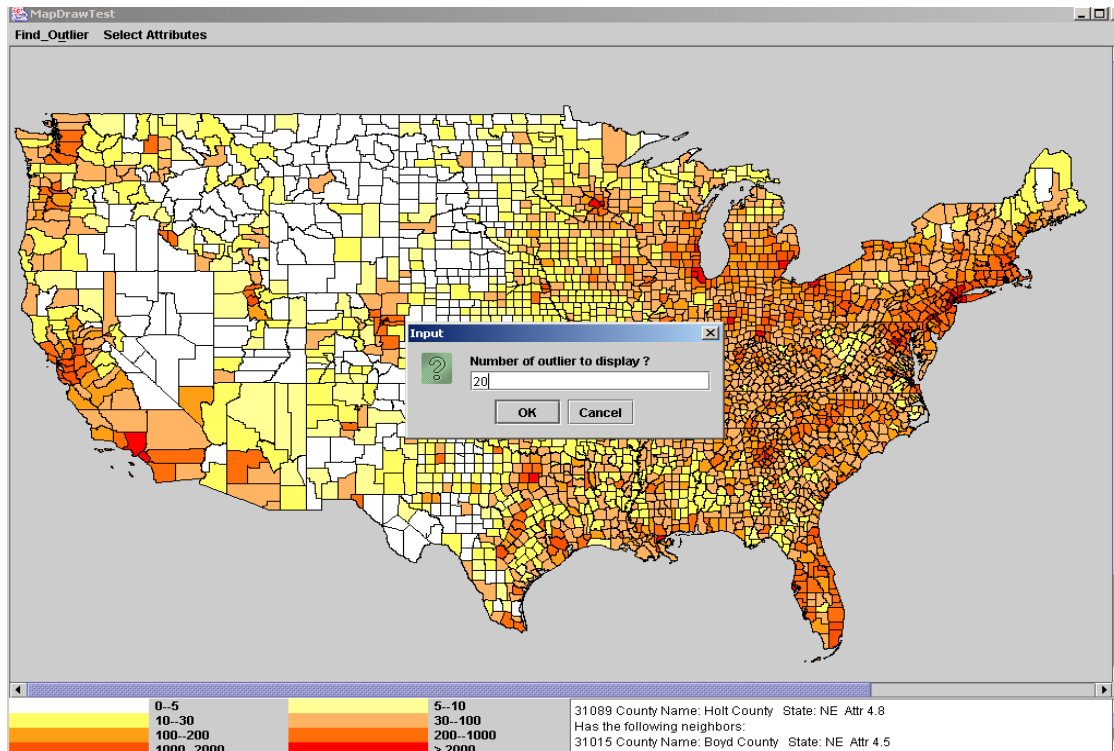 MapDrawTest
Find_Outlier Select Attributes
Input
Number of outlier to display ?
20
OK Cancel
0--5 5--10
10--30 30--100
100--200 200--1000
1000--2000 > 2000
31089 County Name: Holt County State: NE Attr 4.8
Has the following neighbors:
31015 County Name: Boyd County State: NE Attr 4.5